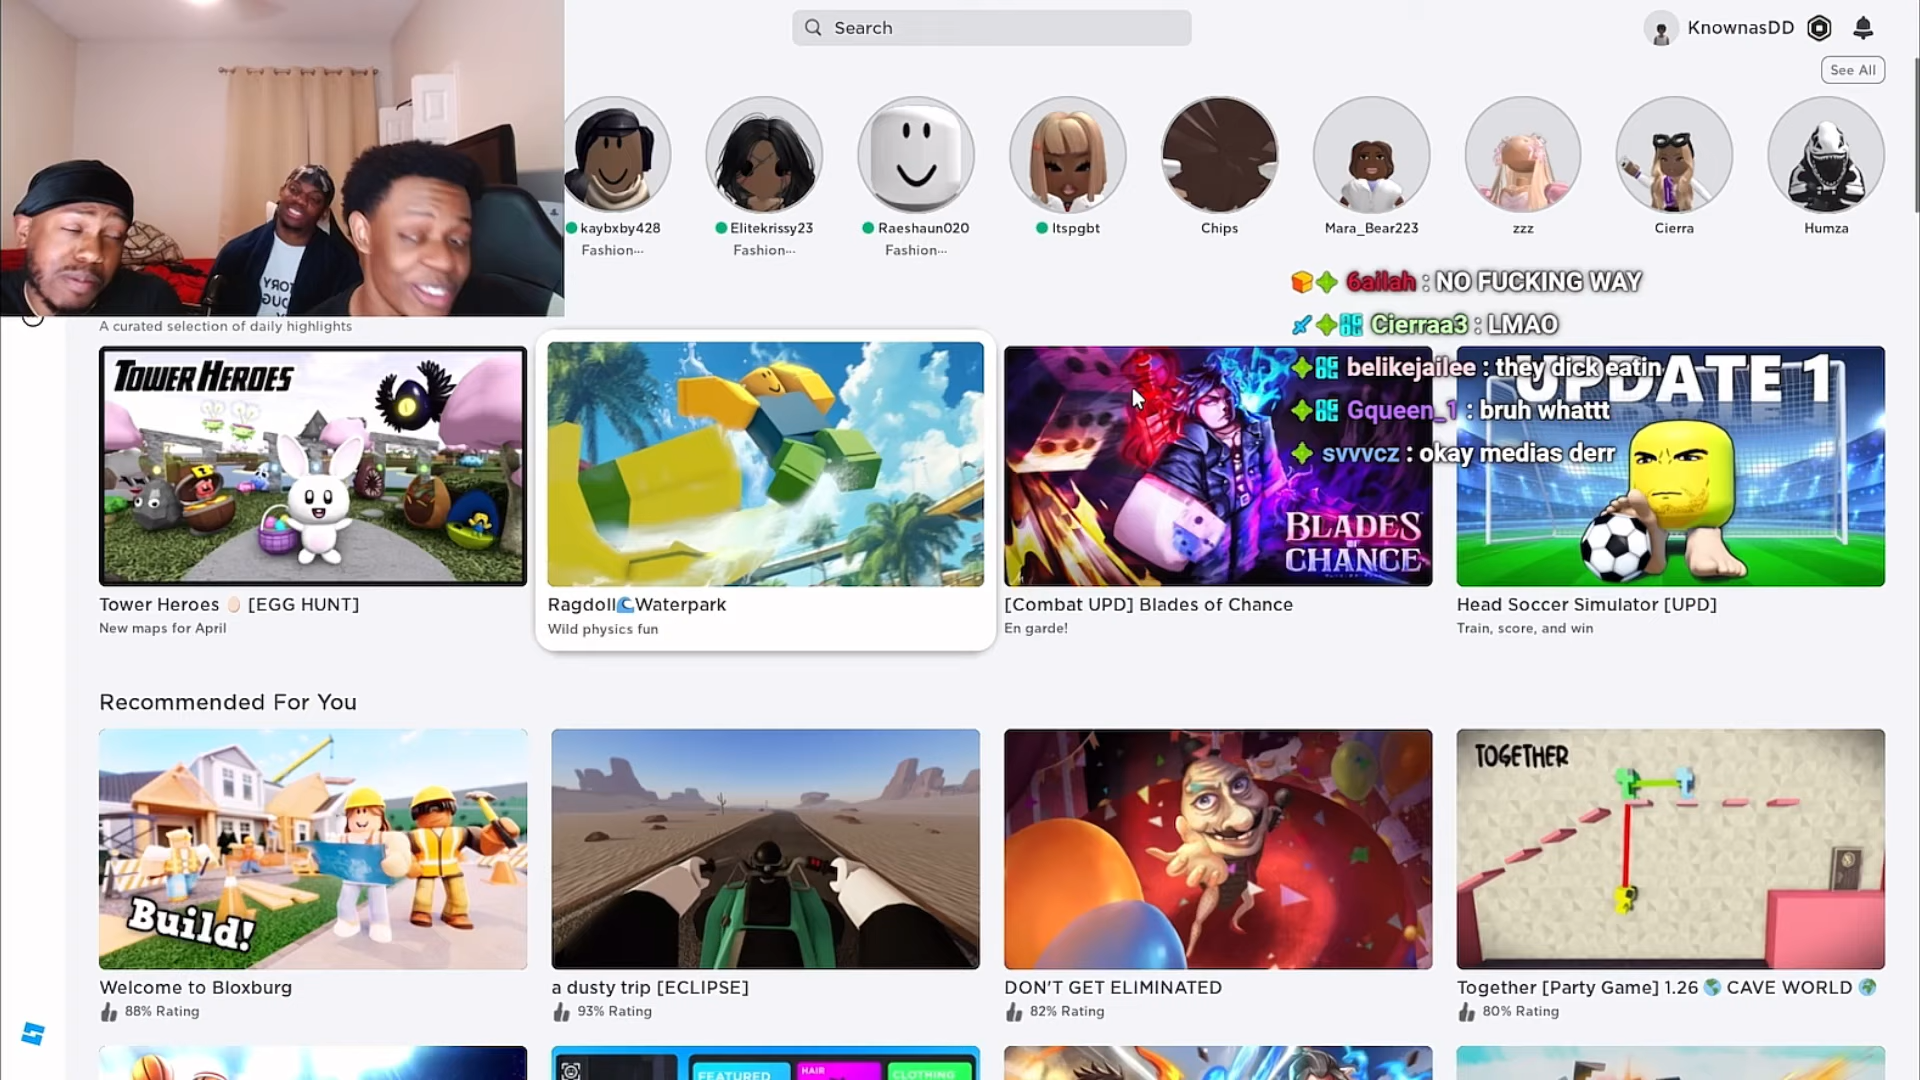 Search
KnownasDD
See All
kaybxby428
Fashion...
Elitekrissy23
Fashion...
Raeshaun020
Fashion...
Itspgbt
Chips
Mara_Bear223
zzz
Cierra
Humza
6ailah : NO FUCKING WAY
Cierraa3 : LMAO
belikejailee : they dick eatin
Gqueen_1 : bruh whattt
svvvcz : okay medias derr
A curated selection of daily highlights
TOWER HEROES
BLADES OF CHANCE
UPDATE 1
Tower Heroes [EGG HUNT]
New maps for April
Ragdoll Waterpark
Wild physics fun
[Combat UPD] Blades of Chance
En garde!
Head Soccer Simulator [UPD]
Train, score, and win
Recommended For You
Build!
TOGETHER
Welcome to Bloxburg
88% Rating
a dusty trip [ECLIPSE]
93% Rating
DON'T GET ELIMINATED
82% Rating
Together [Party Game] 1.26 🌎 CAVE WORLD 🌍
80% Rating
FEATURED
HAIR
CLOTHING